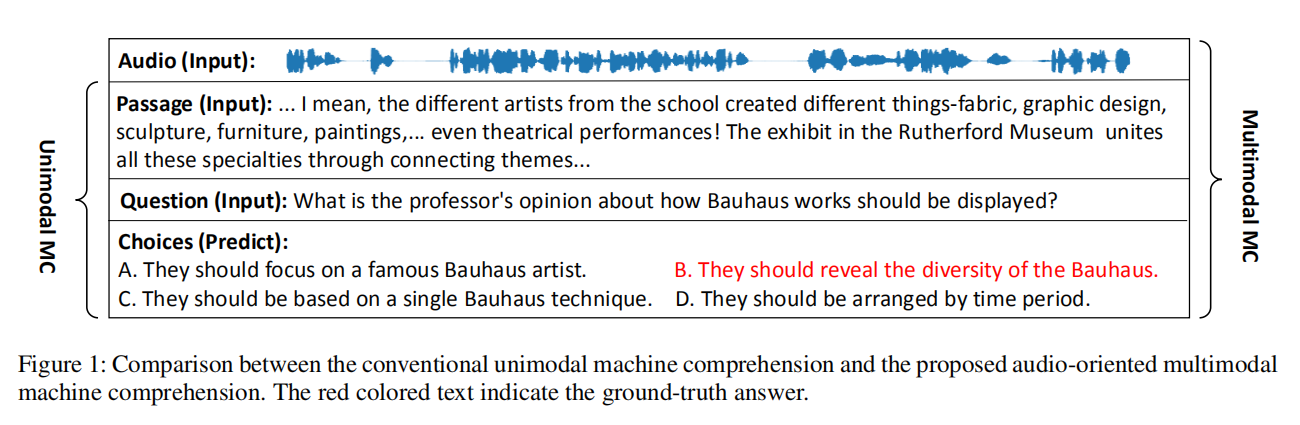 Audio (Input):
Passage (Input): ... I mean, the different artists from the school created different things-fabric, graphic design,
sculpture, furniture, paintings,... even theatrical performances! The exhibit in the Rutherford Museum unites
all these specialties through connecting themes...
Unimodal MC
Multimodal MC
Question (Input): What is the professor's opinion about how Bauhaus works should be displayed?
Choices (Predict):
A. They should focus on a famous Bauhaus artist. B. They should reveal the diversity of the Bauhaus.
C. They should be based on a single Bauhaus technique. D. They should be arranged by time period.
Figure 1: Comparison between the conventional unimodal machine comprehension and the proposed audio-oriented multimodal
machine comprehension. The red colored text indicate the ground-truth answer.